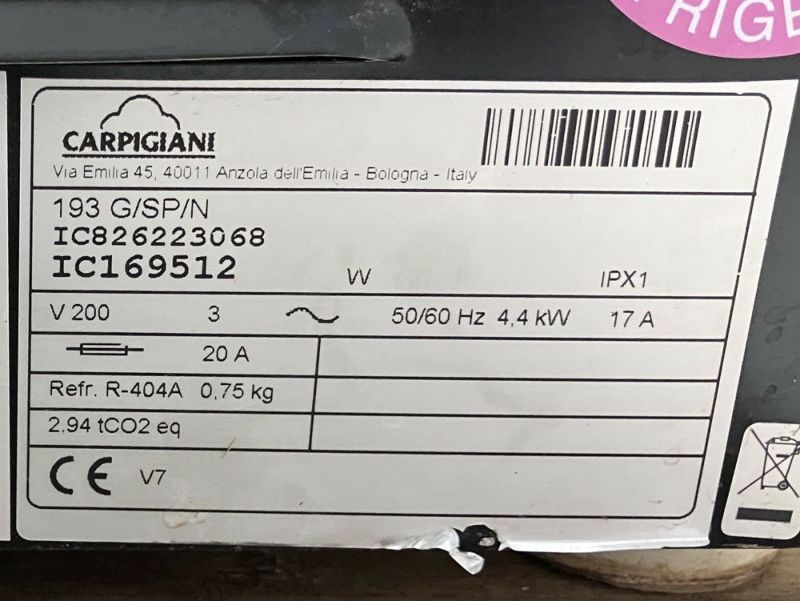 RIGE
CARPIGIANI
Via Emilia 45, 40011 Anzola dell'Emilia - Bologna - Italy
193 G/SP/N
IC826223068
IC169512 W IPX1
V 200 3 50/60 Hz 4,4 kW 17 A
20 A
Refr. R-404A 0,75 kg
2,94 tCO2 eq
CE V7